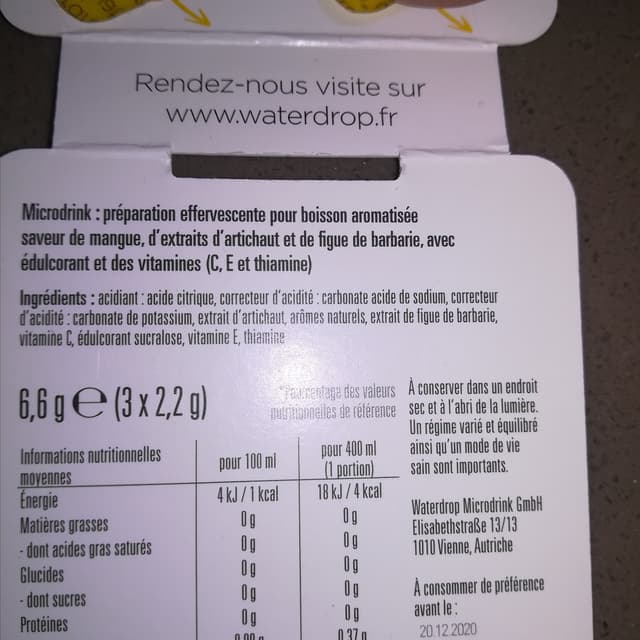 Rendez-nous visite sur
www.waterdrop.fr
Microdrink : préparation effervescente pour boisson aromatisée
saveur de mangue, d'extraits d'artichaut et de figue de barbarie, avec
édulcorant et des vitamines (C, E et thiamine)
Ingrédients : acidiant : acide citrique, correcteur d'acidité : carbonate acide de sodium, correcteur
d'acidité : carbonate de potassium, extrait d'artichaut, arômes naturels, extrait de figue de barbarie,
vitamine C, édulcorant sucralose, vitamine E, thiamine
6,6 g e (3 x 2,2 g)
*Pourcentage des valeurs
nutritionnelles de référence
À conserver dans un endroit
sec et à l'abri de la lumière.
Un régime varié et équilibré
ainsi qu'un mode de vie
sain sont importants.
Informations nutritionnelles
moyennes
pour 100 ml
pour 400 ml
(1 portion)
Énergie 4 kJ / 1 kcal 18 kJ / 4 kcal
Matières grasses 0 g 0 g
- dont acides gras saturés 0 g 0 g
Glucides 0 g 0 g
- dont sucres 0 g 0 g
Protéines 0 g 0 g
0,37 g
Waterdrop Microdrink GmbH
Elisabethstraße 13/13
1010 Vienne, Autriche
À consommer de préférence
avant le :
20.12.2020